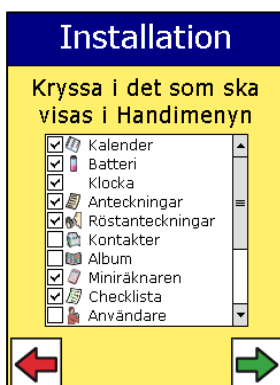 Installation
Kryssa i det som ska
visas i Handimenyn
Kalender
Batteri
Klocka
Anteckningar
Röstanteckningar
Kontakter
Album
Miniräknaren
Checklista
Användare